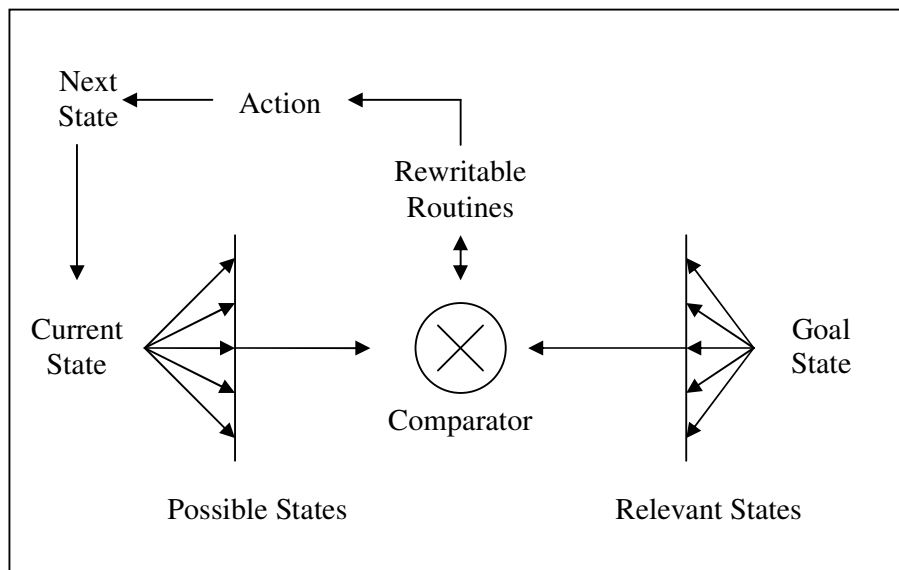 Next
State
Action
Rewritable
Routines
Current
State
Goal
State
Comparator
Possible States
Relevant States